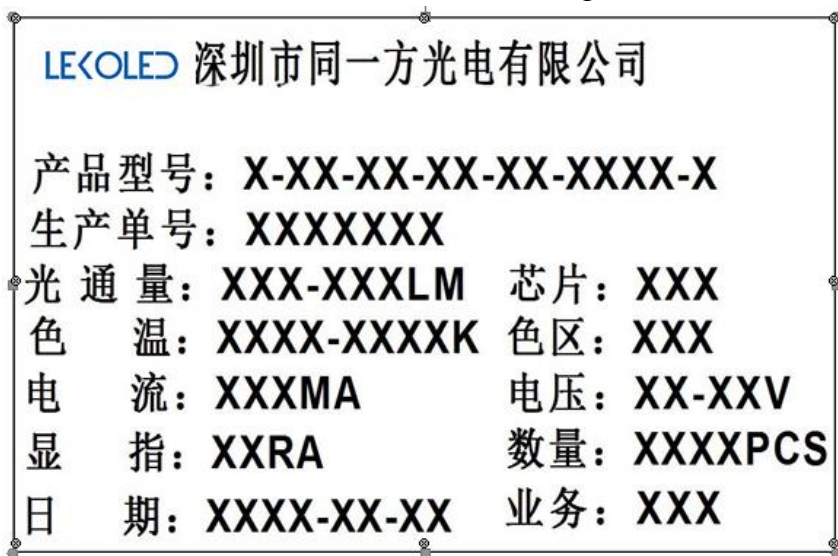 LEKOLED 深圳市同一方光电有限公司
产品型号：X-XX-XX-XX-XX-XXXX-X
生产单号：XXXXXXX
光 通 量：XXX-XXXLM 芯片：XXX
色 温：XXXX-XXXXK 色区：XXX
电 流：XXXMA 电压：XX-XXV
显 指：XXRA 数量：XXXXPCS
日 期：XXXX-XX-XX 业务：XXX